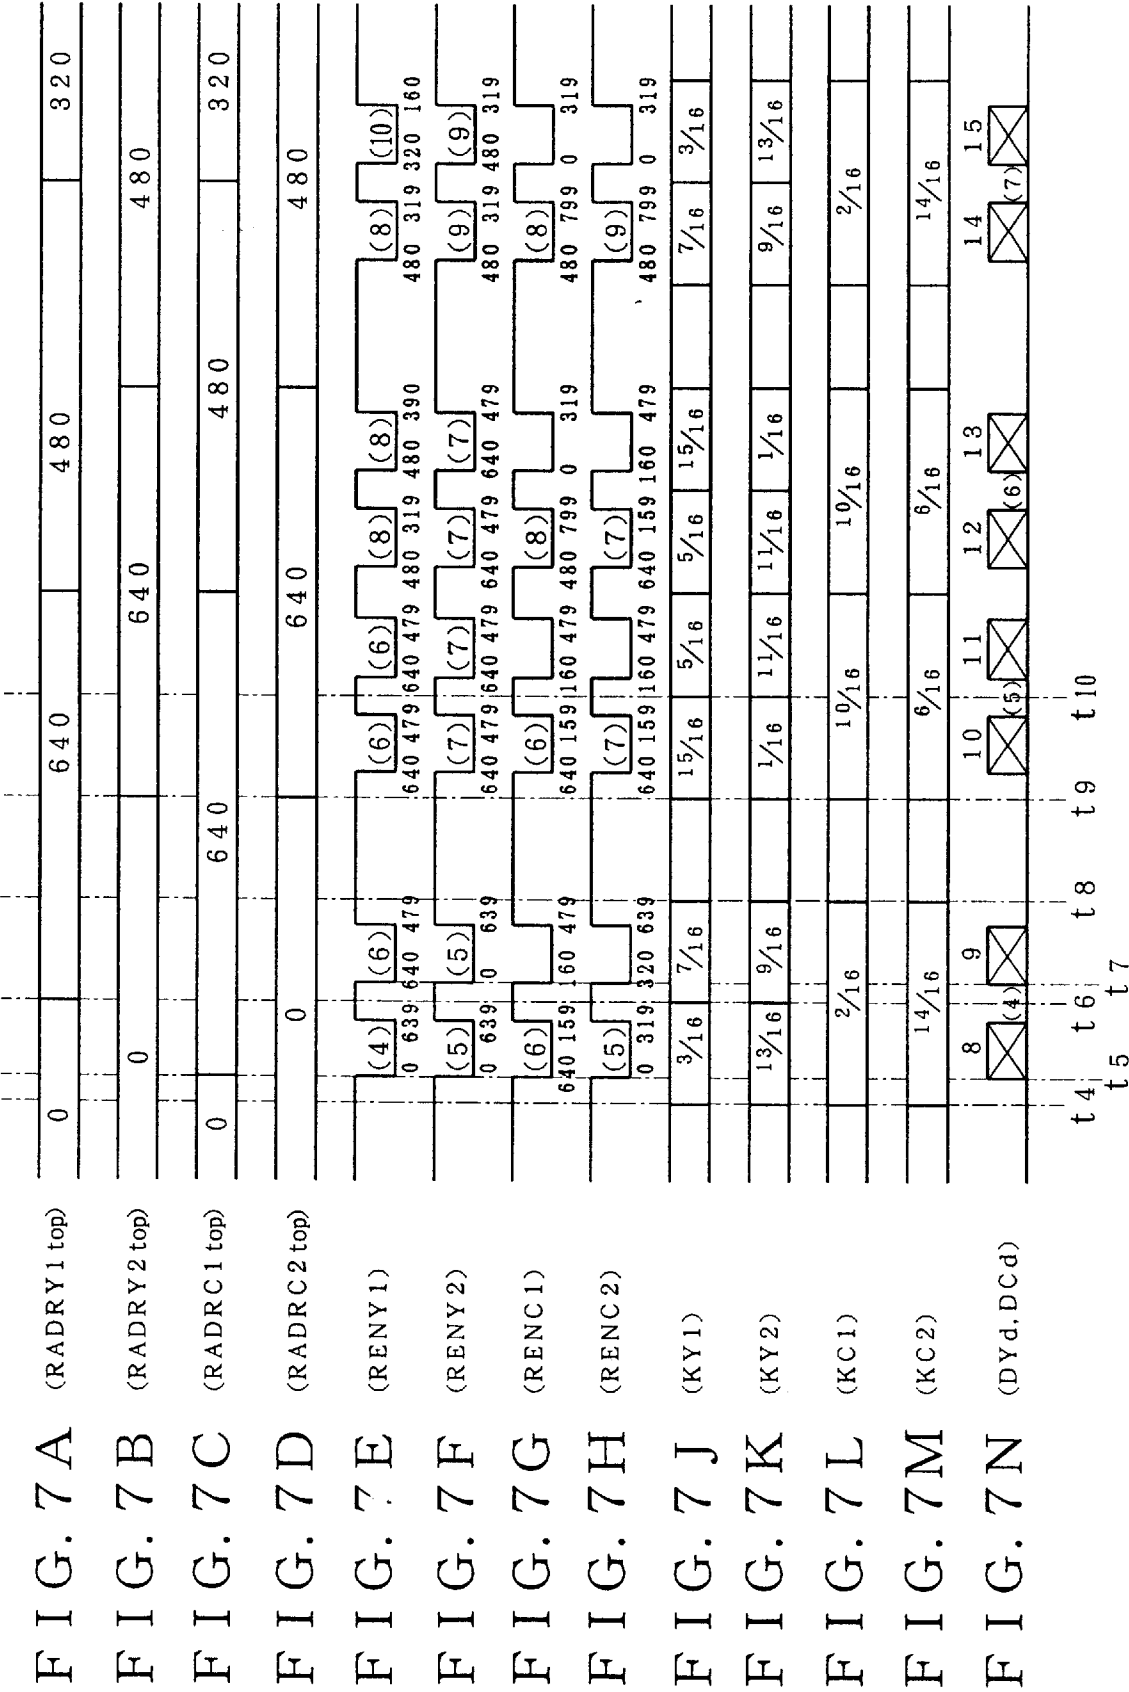 FIG. 7A (RADRY1top) 0 640 480 320
FIG. 7B (RADRY2top) 0 640 480
FIG. 7C (RADRC1top) 0 640 480 320
FIG. 7D (RADRC2top) 0 640 480
FIG. 7E (RENY1) (4) (6) (6) (6) (8) (8) (8) (10)
0 639 640 479 640 479 640 479 480 319 480 390 480 319 320 160
FIG. 7F (RENY2) (5) (5) (7) (7) (7) (7) (9) (9)
0 639 0 639 640 479 640 479 640 479 640 479 480 319 480 319
FIG. 7G (RENC1) (6) (6) (8) (8)
640 159 160 479 640 159 160 479 480 799 0 319 480 799 0 319
FIG. 7H (RENC2) (5) (7) (7) (9)
0 319 320 639 640 159 160 479 640 159 160 479 480 799 0 319
FIG. 7J (KY1) 3/16 7/16 15/16 5/16 5/16 15/16 7/16 3/16
FIG. 7K (KY2) 13/16 9/16 1/16 11/16 11/16 1/16 9/16 13/16
FIG. 7L (KC1) 2/16 10/16 10/16 2/16
FIG. 7M (KC2) 14/16 6/16 6/16 14/16
FIG. 7N (DYd,DCd) 8 (4) 9 10 (5) 11 12 (6) 13 14 (7) 15
t4 t6 t8 t9 t10
t5 t7